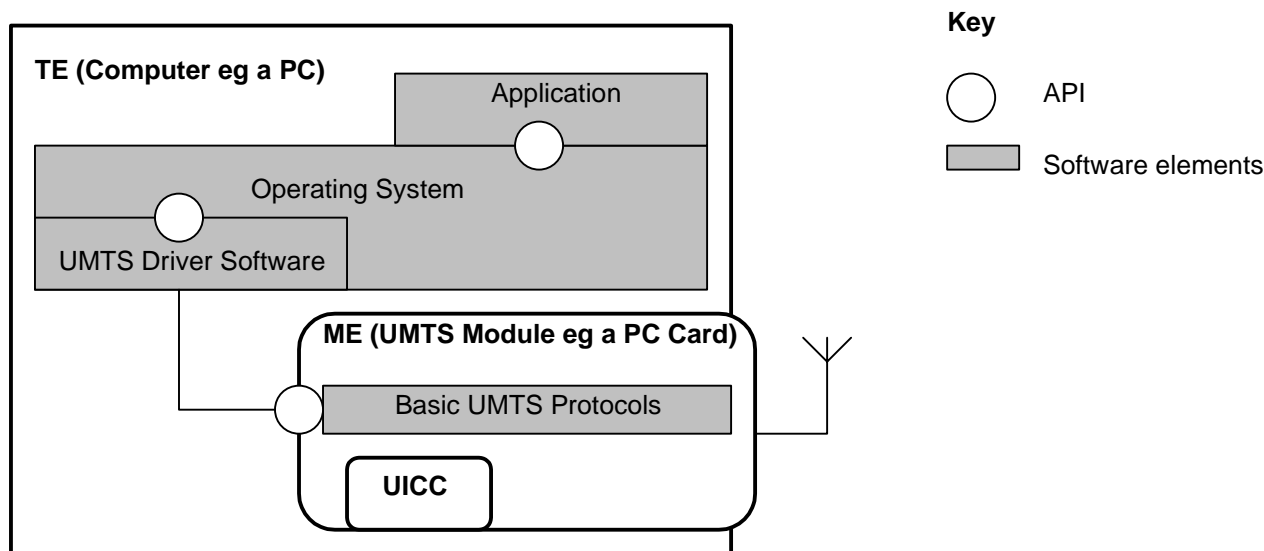 Key
TE (Computer eg a PC)
Application
API
Software elements
Operating System
UMTS Driver Software
ME (UMTS Module eg a PC Card)
Basic UMTS Protocols
UICC